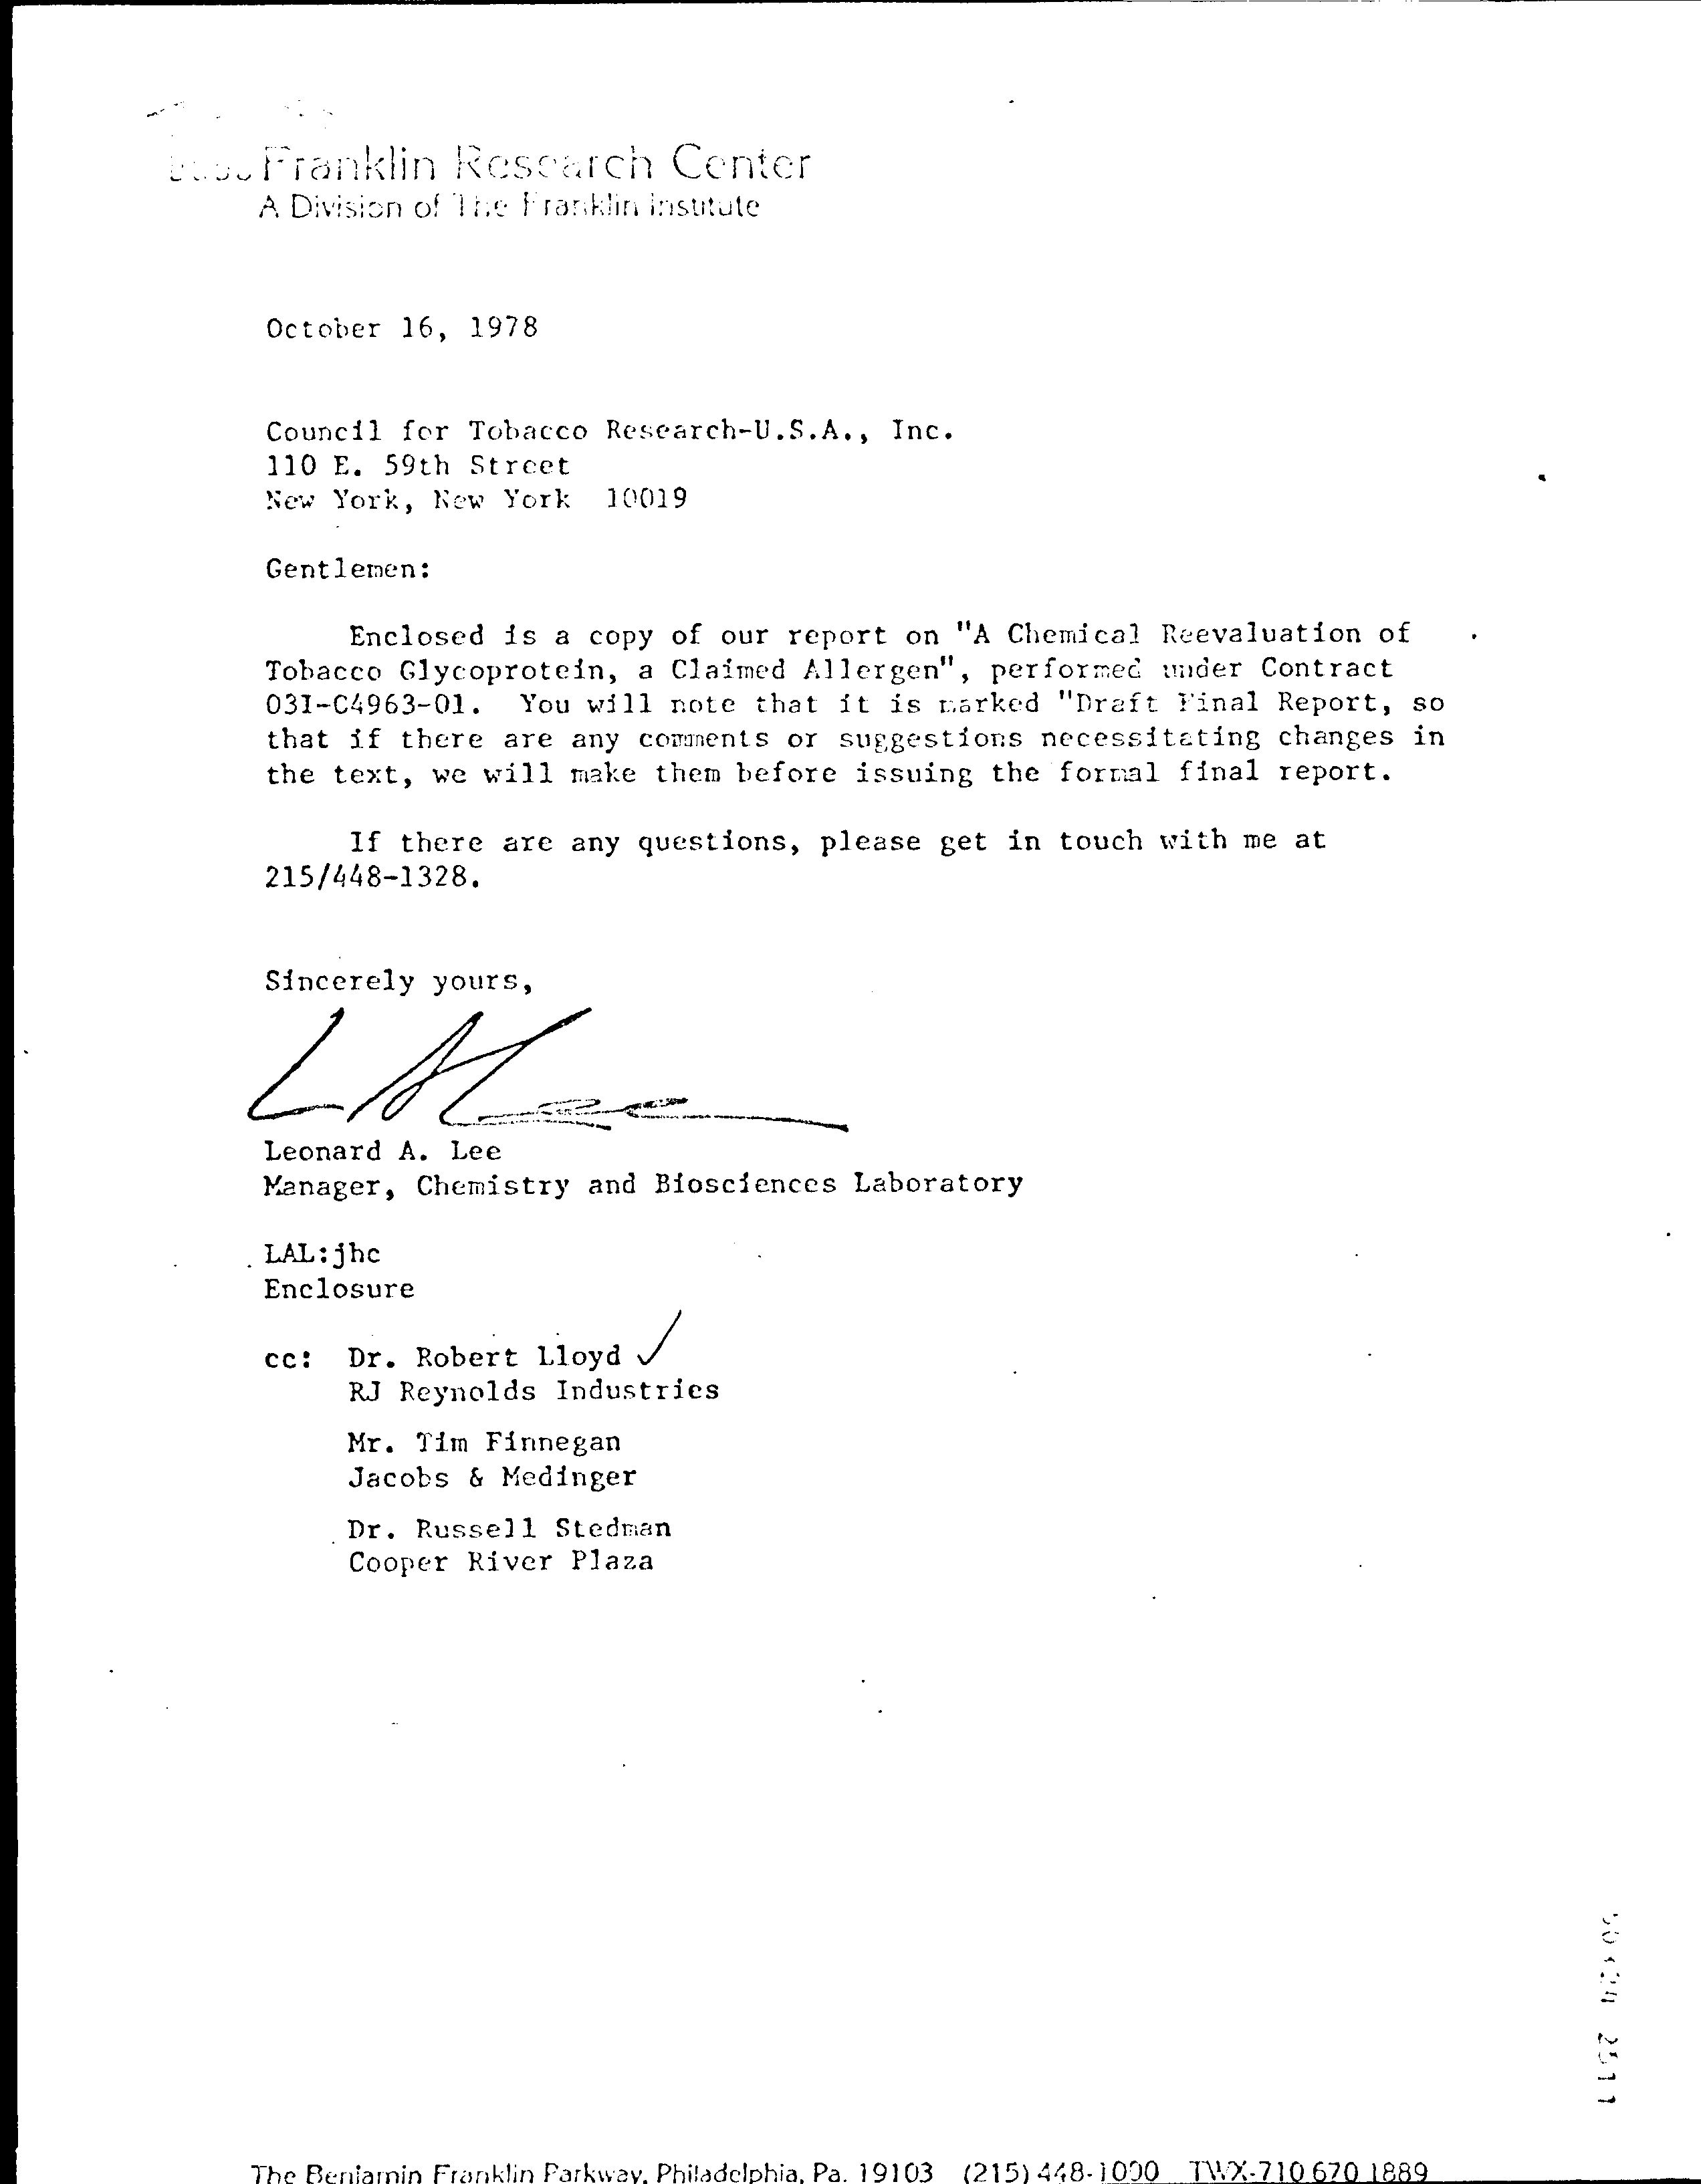 Franklin Research Center
A Division of The Franklin Institute
October 16, 1978
Council for Tobacco Research-U.S.A., Inc.
110 E. 59th Street
New York, New York 10019
Gentlemen:
Enclosed is a copy of our report on "A Chemical Reevaluation of
Tobacco Glycoprotein, a Claimed Allergen", performed under Contract
03I-C4963-01. You will note that it is marked "Draft Final Report, so
that if there are any comments or suggestions necessitating changes in
the text, we will make them before issuing the formal final report.
If there are any questions, please get in touch with me at
215/448-1328.
Sincerely yours,
L A Lee
Leonard A. Lee
Manager, Chemistry and Biosciences Laboratory
LAL:jhc
Enclosure
cc: Dr. Robert Lloyd ✓
RJ Reynolds Industries
Mr. Tim Finnegan
Jacobs & Medinger
Dr. Russell Stedman
Cooper River Plaza
The Benjamin Franklin Parkway, Philadelphia, Pa. 19103 (215) 448-1000 TWX-710 670 1889